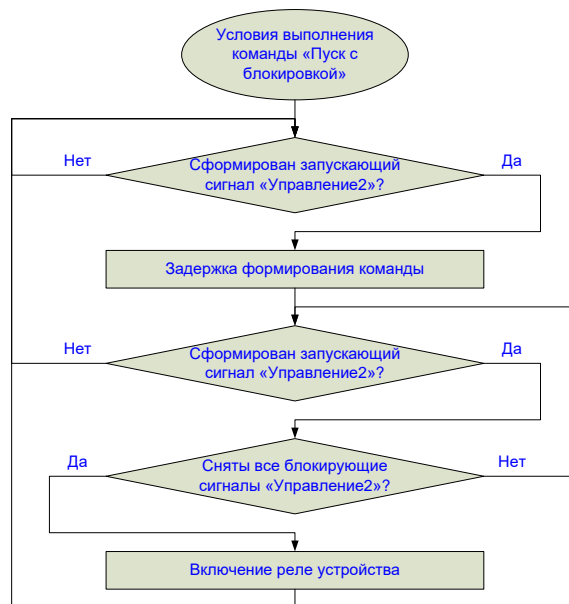 Условия выполнения
команды «Пуск с
блокировкой»
Нет
Да
Сформирован запускающий
сигнал «Управление2»?
Задержка формирования команды
Нет
Да
Сформирован запускающий
сигнал «Управление2»?
Да
Нет
Сняты все блокирующие
сигналы «Управление2»?
Включение реле устройства